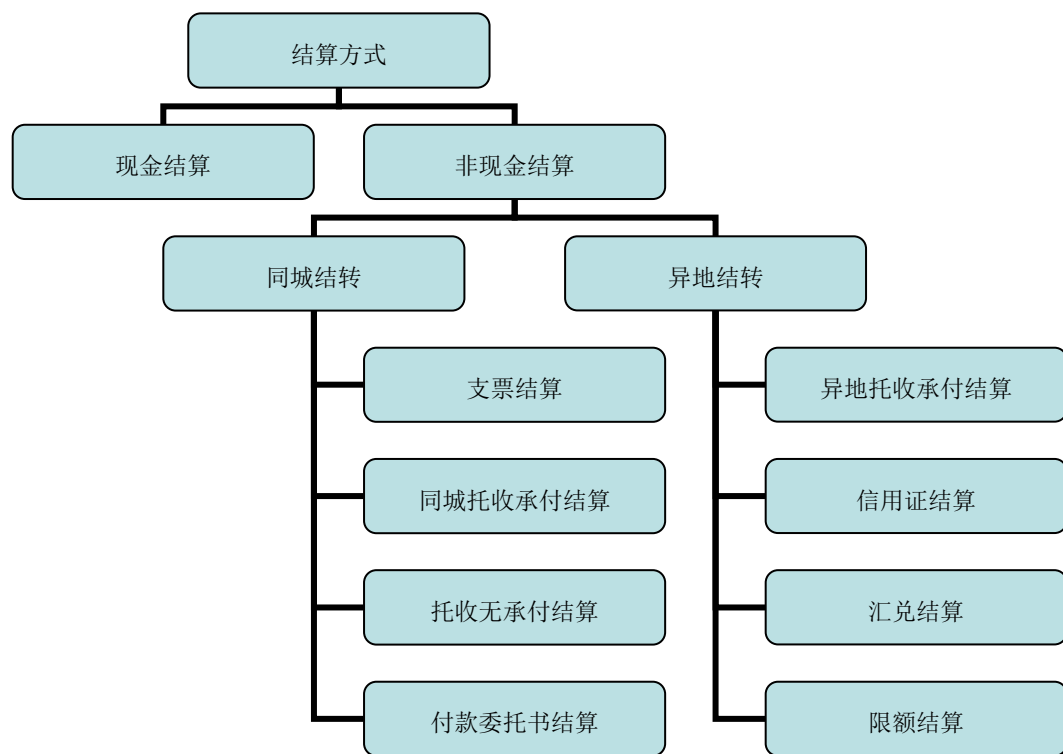 结算方式
现金结算
非现金结算
同城结转
异地结转
支票结算
异地托收承付结算
同城托收承付结算
信用证结算
托收无承付结算
汇兑结算
付款委托书结算
限额结算